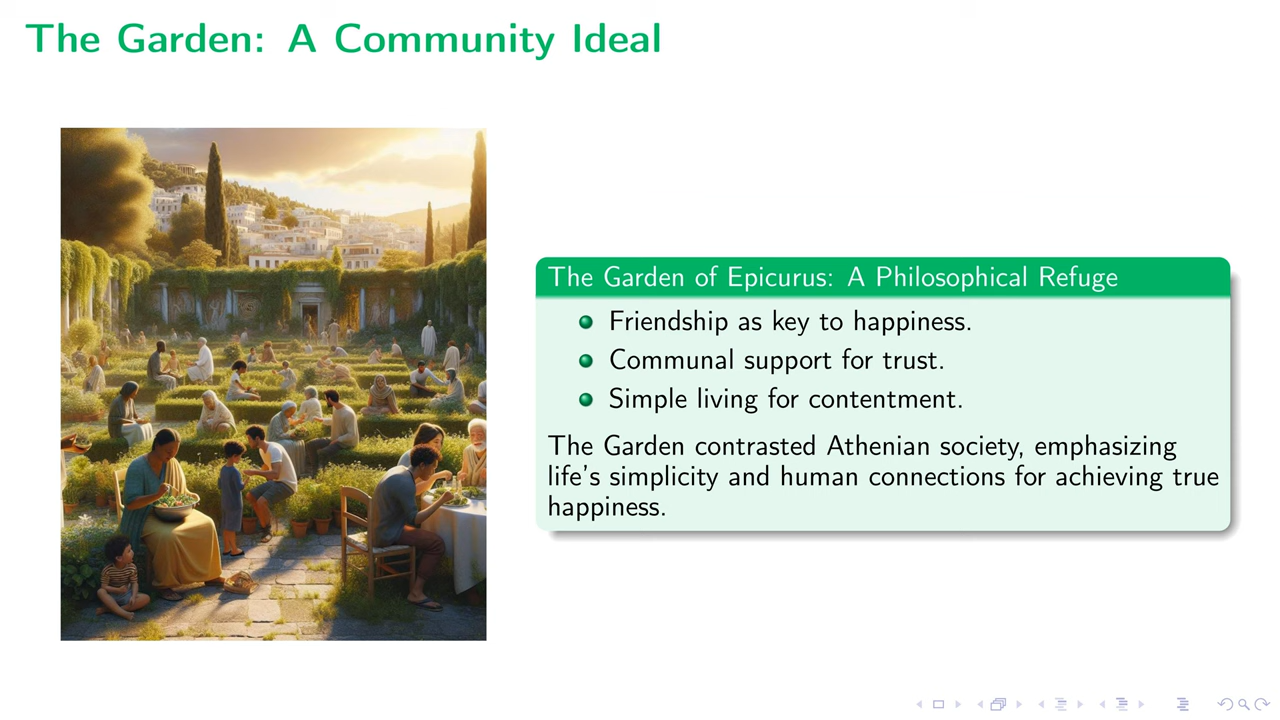 The Garden: A Community Ideal
The Garden of Epicurus: A Philosophical Refuge
Friendship as key to happiness.
Communal support for trust.
Simple living for contentment.
The Garden contrasted Athenian society, emphasizing
life's simplicity and human connections for achieving true
happiness.